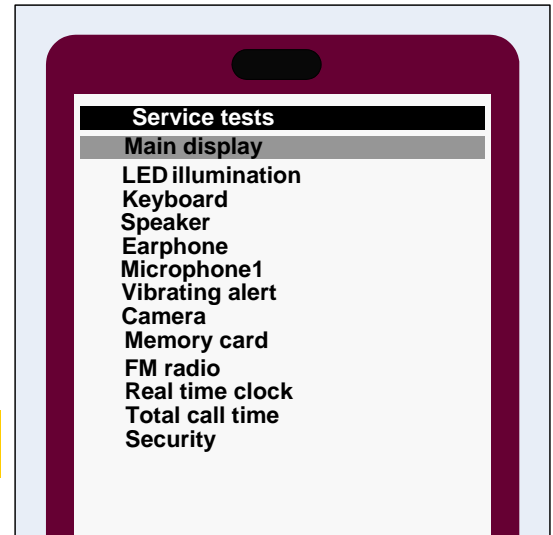 Service tests
Main display
LED illumination
Keyboard
Speaker
Earphone
Microphone1
Vibrating alert
Camera
Memory card
FM radio
Real time clock
Total call time
Security